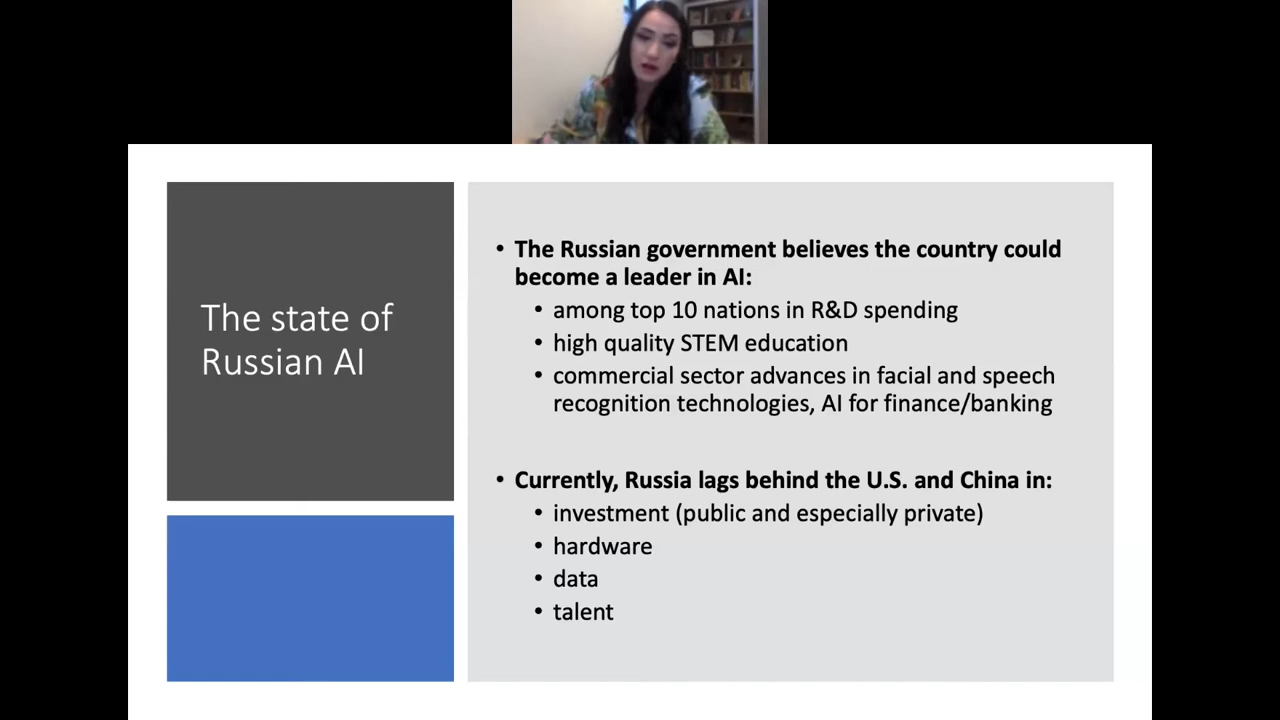 The state of
Russian AI
• The Russian government believes the country could
become a leader in AI:
• among top 10 nations in R&D spending
• high quality STEM education
• commercial sector advances in facial and speech
recognition technologies, AI for finance/banking
• Currently, Russia lags behind the U.S. and China in:
• investment (public and especially private)
• hardware
• data
• talent